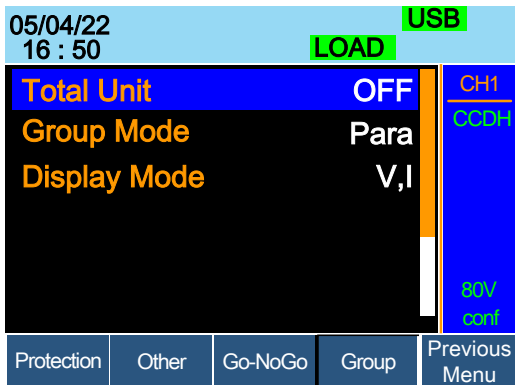 05/04/22 USB
16 : 50 LOAD
Total Unit OFF CH1
Group Mode Para CCDH
Display Mode V,I
80V
conf
Protection Other Go-NoGo Group Previous
Menu